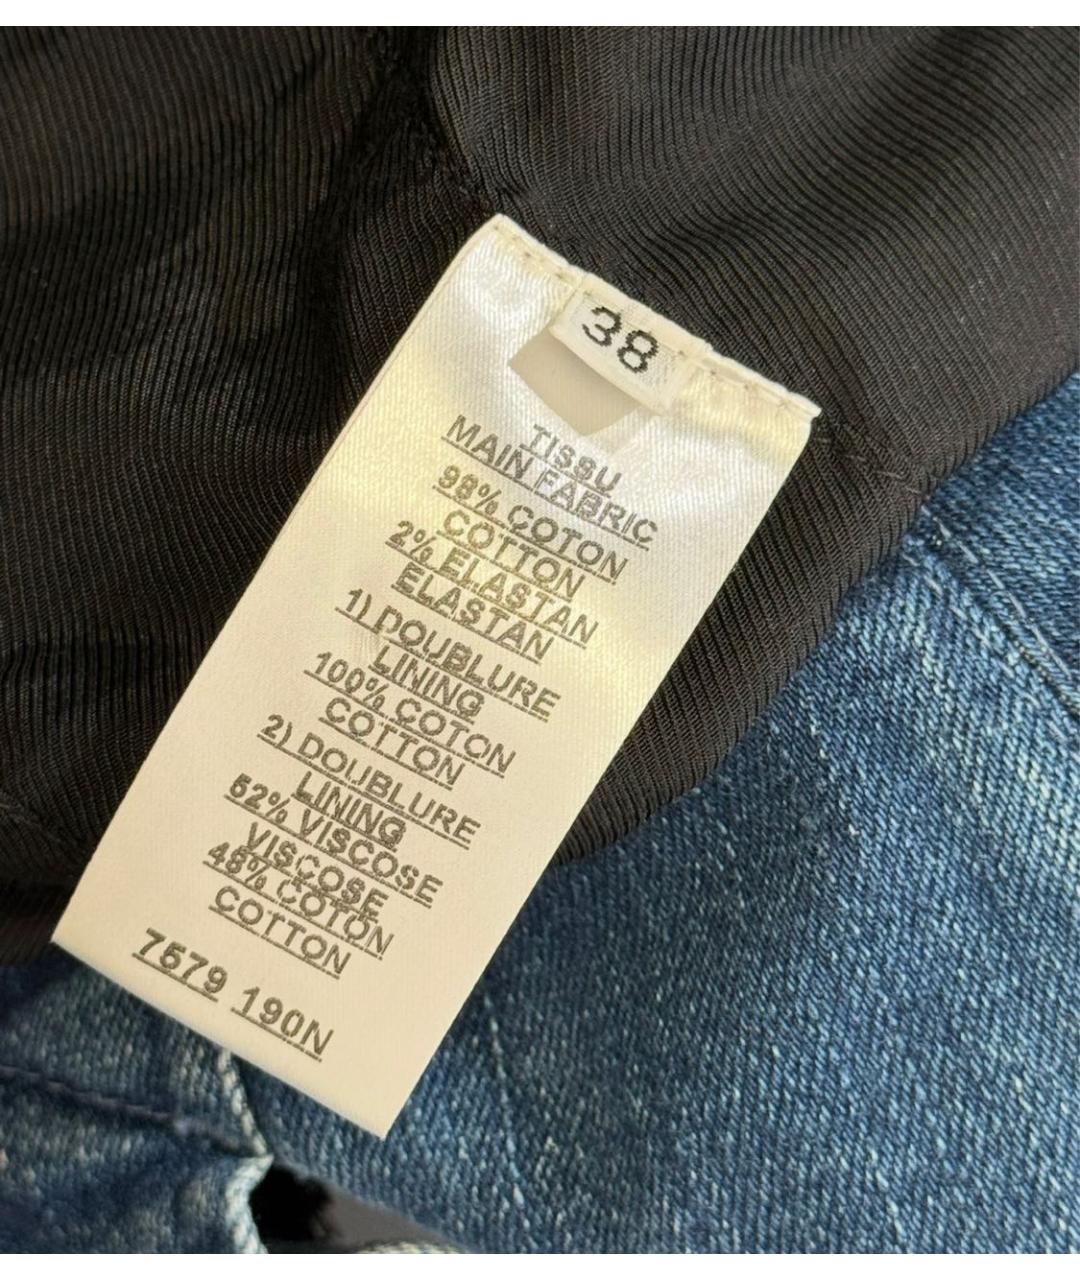 38
TISSU
MAIN FABRIC
98% COTON
COTTON
2% ELASTAN
ELASTAN
1) DOUBLURE
LINING
100% COTON
COTTON
2) DOUBLURE
LINING
52% VISCOSE
VISCOSE
48% COTON
COTTON
7579 190N